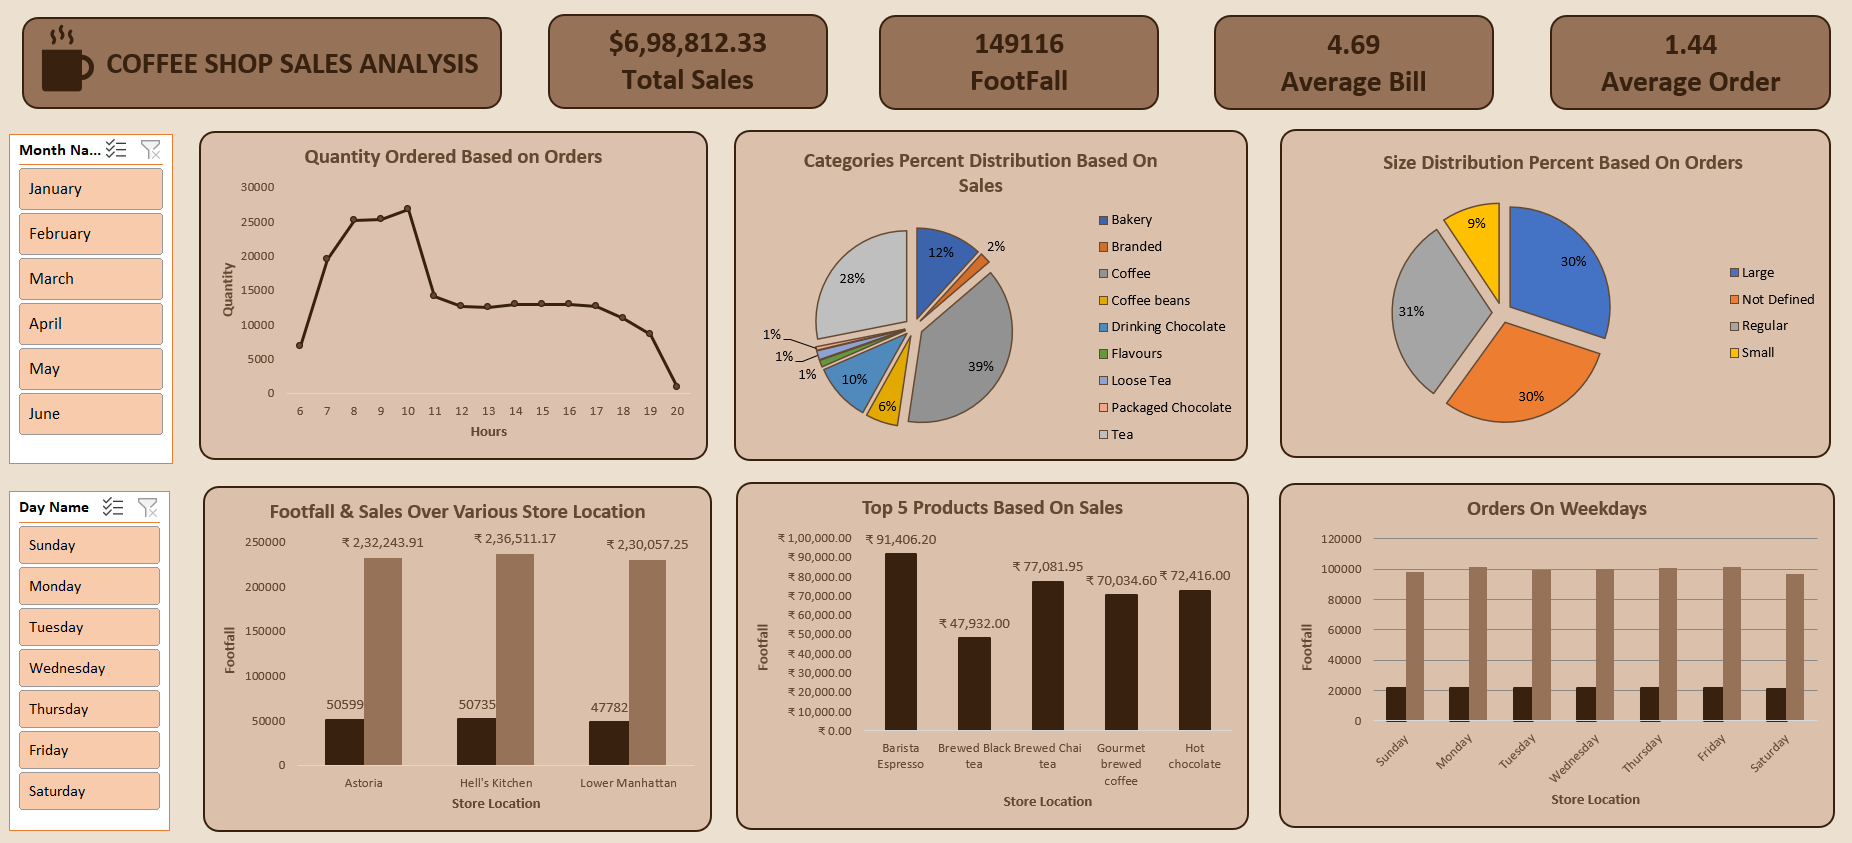 COFFEE SHOP SALES ANALYSIS
$6,98,812.33
Total Sales
149116
FootFall
4.69
Average Bill
1.44
Average Order
Month Na...
January
February
March
April
May
June
Quantity Ordered Based on Orders
30000
25000
20000
15000
10000
5000
0
Quantity
6 7 8 9 10 11 12 13 14 15 16 17 18 19 20
Hours
Categories Percent Distribution Based On
Sales
12%
2%
39%
6%
10%
1%
1%
1%
28%
Bakery
Branded
Coffee
Coffee beans
Drinking Chocolate
Flavours
Loose Tea
Packaged Chocolate
Tea
Size Distribution Percent Based On Orders
30%
30%
31%
9%
Large
Not Defined
Regular
Small
Day Name
Sunday
Monday
Tuesday
Wednesday
Thursday
Friday
Saturday
Footfall & Sales Over Various Store Location
250000
200000
150000
100000
50000
0
Footfall
₹ 2,32,243.91
₹ 2,36,511.17
₹ 2,30,057.25
50599
50735
47782
Astoria
Hell's Kitchen
Lower Manhattan
Store Location
Top 5 Products Based On Sales
₹ 1,00,000.00
₹ 90,000.00
₹ 80,000.00
₹ 70,000.00
₹ 60,000.00
₹ 50,000.00
₹ 40,000.00
₹ 30,000.00
₹ 20,000.00
₹ 10,000.00
₹ 0.00
Footfall
₹ 91,406.20
₹ 47,932.00
₹ 77,081.95
₹ 70,034.60
₹ 72,416.00
Barista
Espresso
Brewed Black
tea
Brewed Chai
tea
Gourmet
brewed
coffee
Hot
chocolate
Store Location
Orders On Weekdays
120000
100000
80000
60000
40000
20000
0
Footfall
Sunday
Monday
Tuesday
Wednesday
Thursday
Friday
Saturday
Store Location